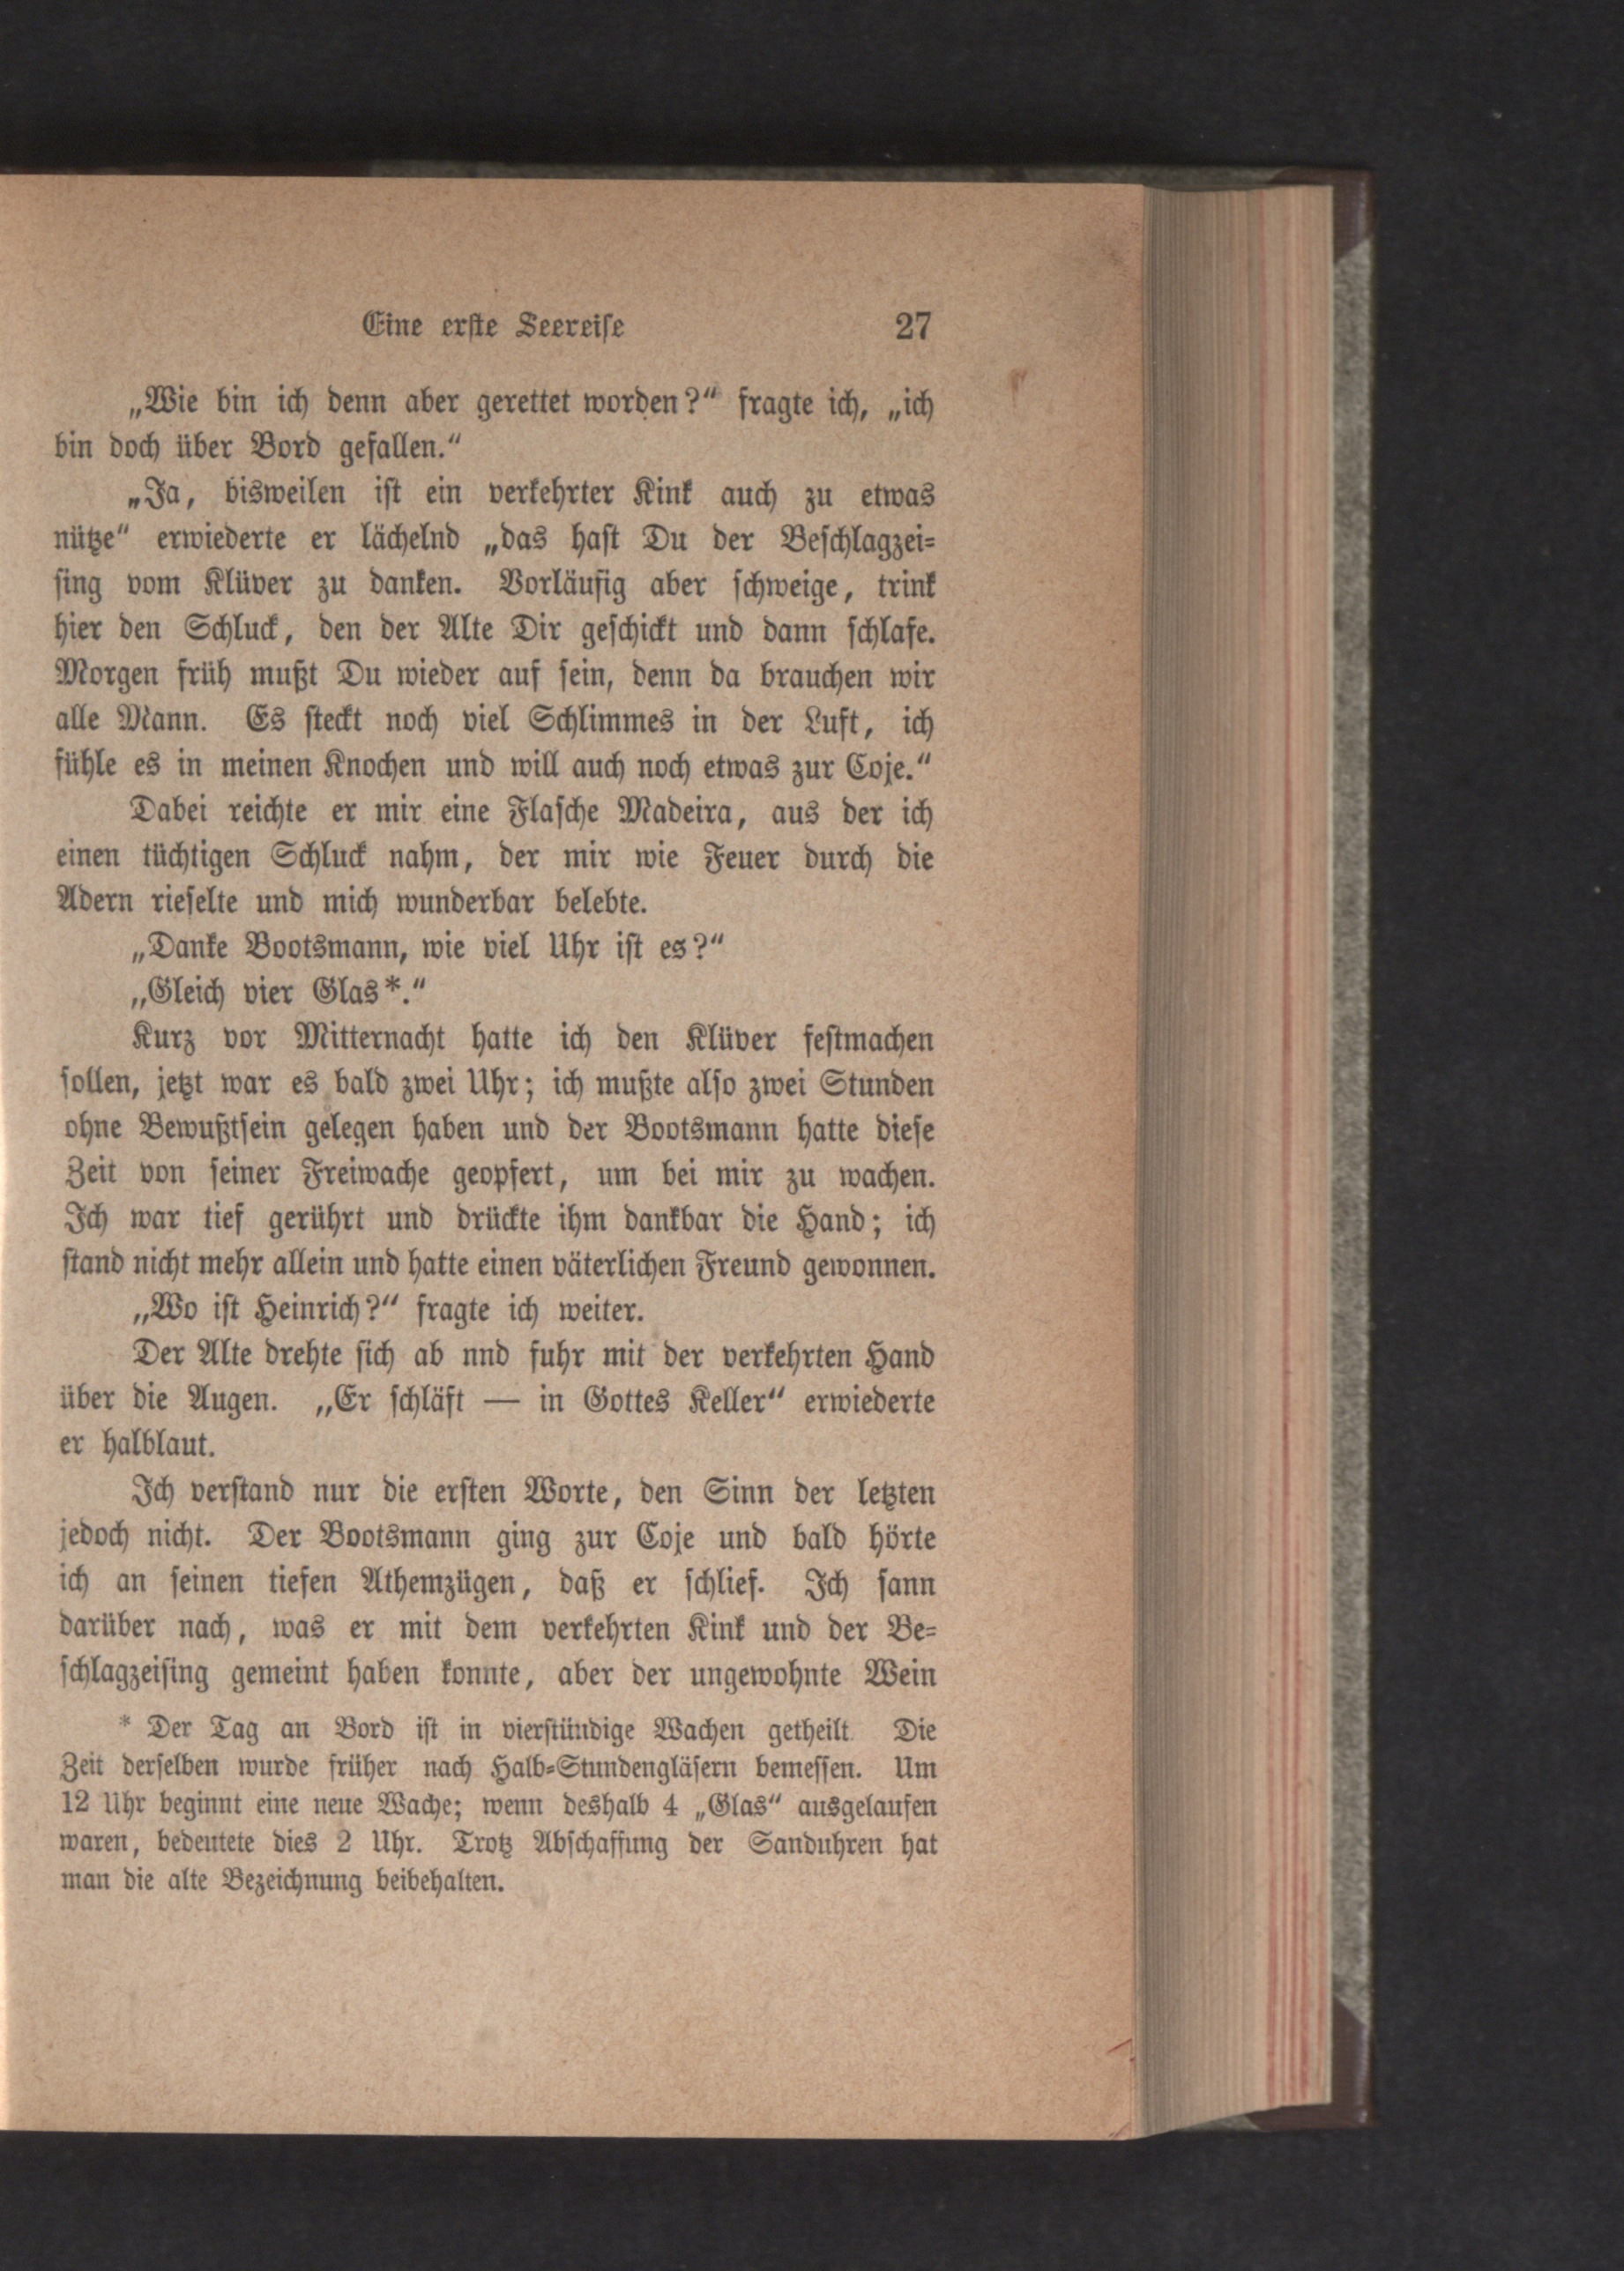 Eine erste Seereise 27
„Wie bin ich denn aber gerettet worden?“ fragte ich, „ich
bin doch über Bord gefallen.“
„Ja, bisweilen ist ein verkehrter Kink auch zu etwas
nütze“ erwiederte er lächelnd „das hast Du der Beschlagzei-
sing vom Klüver zu danken. Vorläufig aber schweige, trink
hier den Schluck, den der Alte Dir geschickt und dann schlafe.
Morgen früh mußt Du wieder auf sein, denn da brauchen wir
alle Mann. Es steckt noch viel Schlimmes in der Luft, ich
fühle es in meinen Knochen und will auch noch etwas zur Coje.“
Dabei reichte er mir eine Flasche Madeira, aus der ich
einen tüchtigen Schluck nahm, der mir wie Feuer durch die
Adern rieselte und mich wunderbar belebte.
„Danke Bootsmann, wie viel Uhr ist es?“
„Gleich vier Glas*.“
Kurz vor Mitternacht hatte ich den Klüver festmachen
sollen, jetzt war es bald zwei Uhr; ich mußte also zwei Stunden
ohne Bewußtsein gelegen haben und der Bootsmann hatte diese
Zeit von seiner Freiwache geopfert, um bei mir zu wachen.
Ich war tief gerührt und drückte ihm dankbar die Hand; ich
stand nicht mehr allein und hatte einen väterlichen Freund gewonnen.
„Wo ist Heinrich?“ fragte ich weiter.
Der Alte drehte sich ab nnd fuhr mit der verkehrten Hand
über die Augen. „Er schläft — in Gottes Keller“ erwiederte
er halblaut.
Ich verstand nur die ersten Worte, den Sinn der letzten
jedoch nicht. Der Bootsmann ging zur Coje und bald hörte
ich an seinen tiefen Athemzügen, daß er schlief. Ich sann
darüber nach, was er mit dem verkehrten Kink und der Be-
schlagzeising gemeint haben konnte, aber der ungewohnte Wein
* Der Tag an Bord ist in vierstündige Wachen getheilt. Die
Zeit derselben wurde früher nach Halb-Stundengläsern bemessen. Um
12 Uhr beginnt eine neue Wache; wenn deshalb 4 „Glas“ ausgelaufen
waren, bedeutete dies 2 Uhr. Trotz Abschaffung der Sanduhren hat
man die alte Bezeichnung beibehalten.